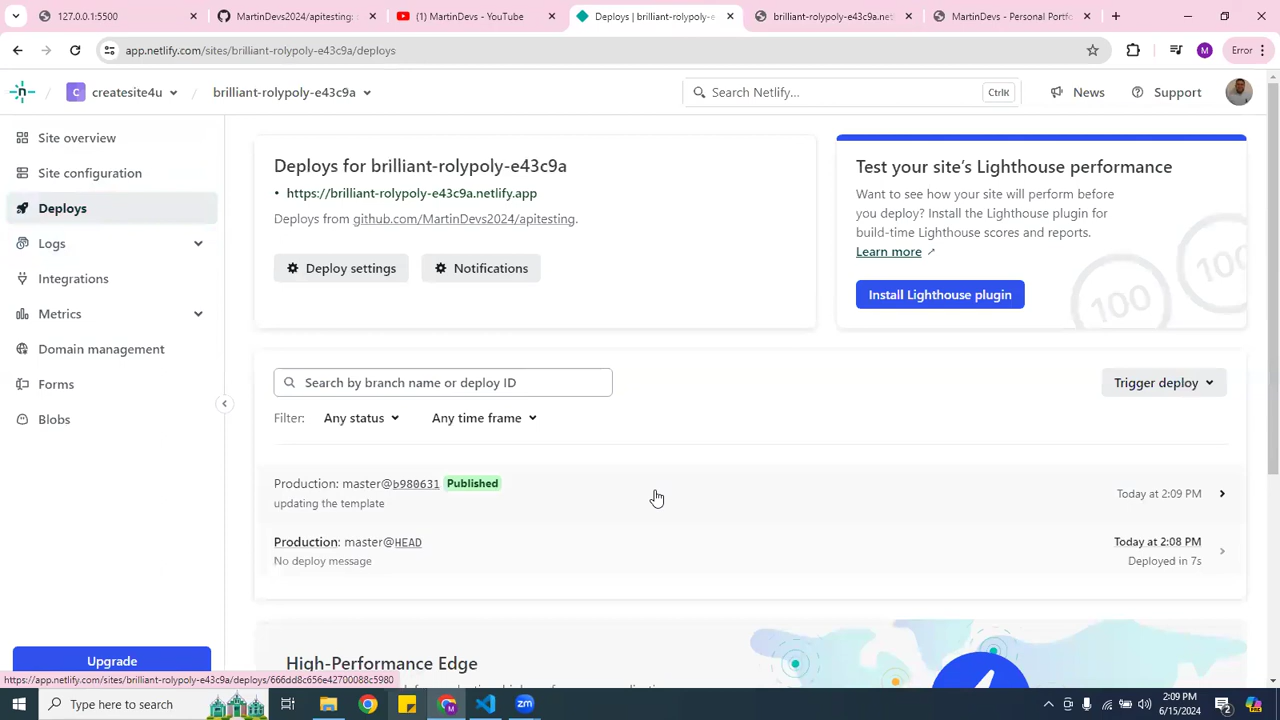 127.0.0.1:5500
MartinDevs2024/apitesting:
(1) MartinDevs - YouTube
Deploys | brilliant-rolypoly-e43
brilliant-rolypoly-e43c9a.net
MartinDevs - Personal Portfo
app.netlify.com/sites/brilliant-rolypoly-e43c9a/deploys
M
Error
C
createsite4u
brilliant-rolypoly-e43c9a
Search Netlify...
CtrlK
News
Support
Site overview
Site configuration
Deploys
Logs
Integrations
Metrics
Domain management
Forms
Blobs
Upgrade
Deploys for brilliant-rolypoly-e43c9a
• https://brilliant-rolypoly-e43c9a.netlify.app
Deploys from github.com/MartinDevs2024/apitesting.
Deploy settings
Notifications
Test your site's Lighthouse performance
Want to see how your site will perform before
you deploy? Install the Lighthouse plugin for
build-time Lighthouse scores and reports.
Learn more
Install Lighthouse plugin
100
100
Search by branch name or deploy ID
Trigger deploy
Filter: Any status Any time frame
Production: master@b980631 Published
Today at 2:09 PM
updating the template
Production: master@HEAD
Today at 2:08 PM
No deploy message
Deployed in 7s
High-Performance Edge
https://app.netlify.com/sites/brilliant-rolypoly-e43c9a/deploys/666dd8c656e42700088c5980
Type here to search
M
zm
2:09 PM
6/15/2024
2